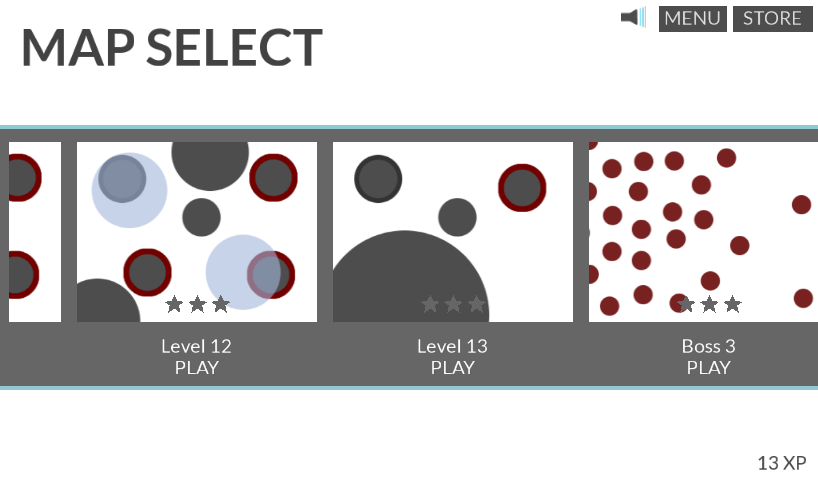 MENU
STORE
MAP SELECT
Level 12
PLAY
Level 13
PLAY
Boss 3
PLAY
13 XP